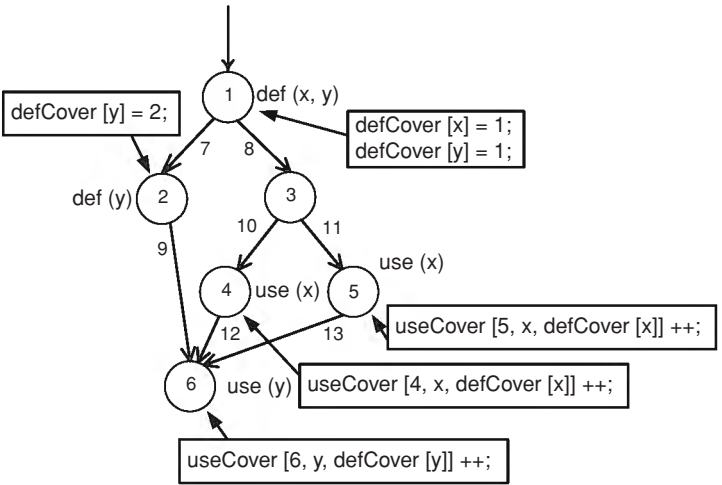 1 def (x, y)
defCover [y] = 2;
defCover [x] = 1;
defCover [y] = 1;
7 8
def (y) 2 3
9 10 11
use (x)
4 use (x) 5
12 13
useCover [5, x, defCover [x]] ++;
6 use (y)
useCover [4, x, defCover [x]] ++;
useCover [6, y, defCover [y]] ++;